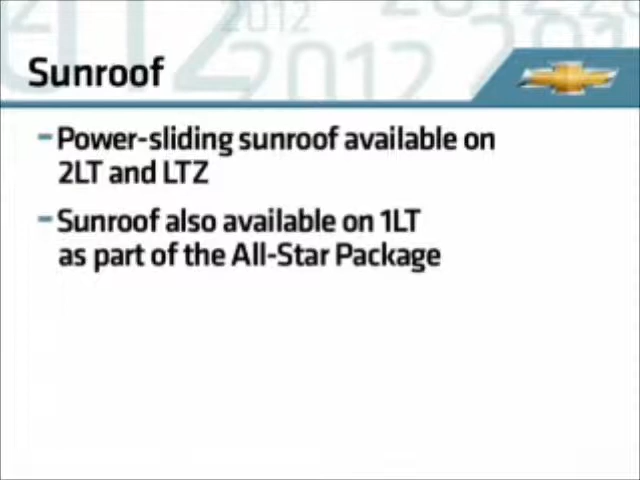 2012
2012
2012
Sunroof
- Power-sliding sunroof available on
2LT and LTZ
- Sunroof also available on 1LT
as part of the All-Star Package